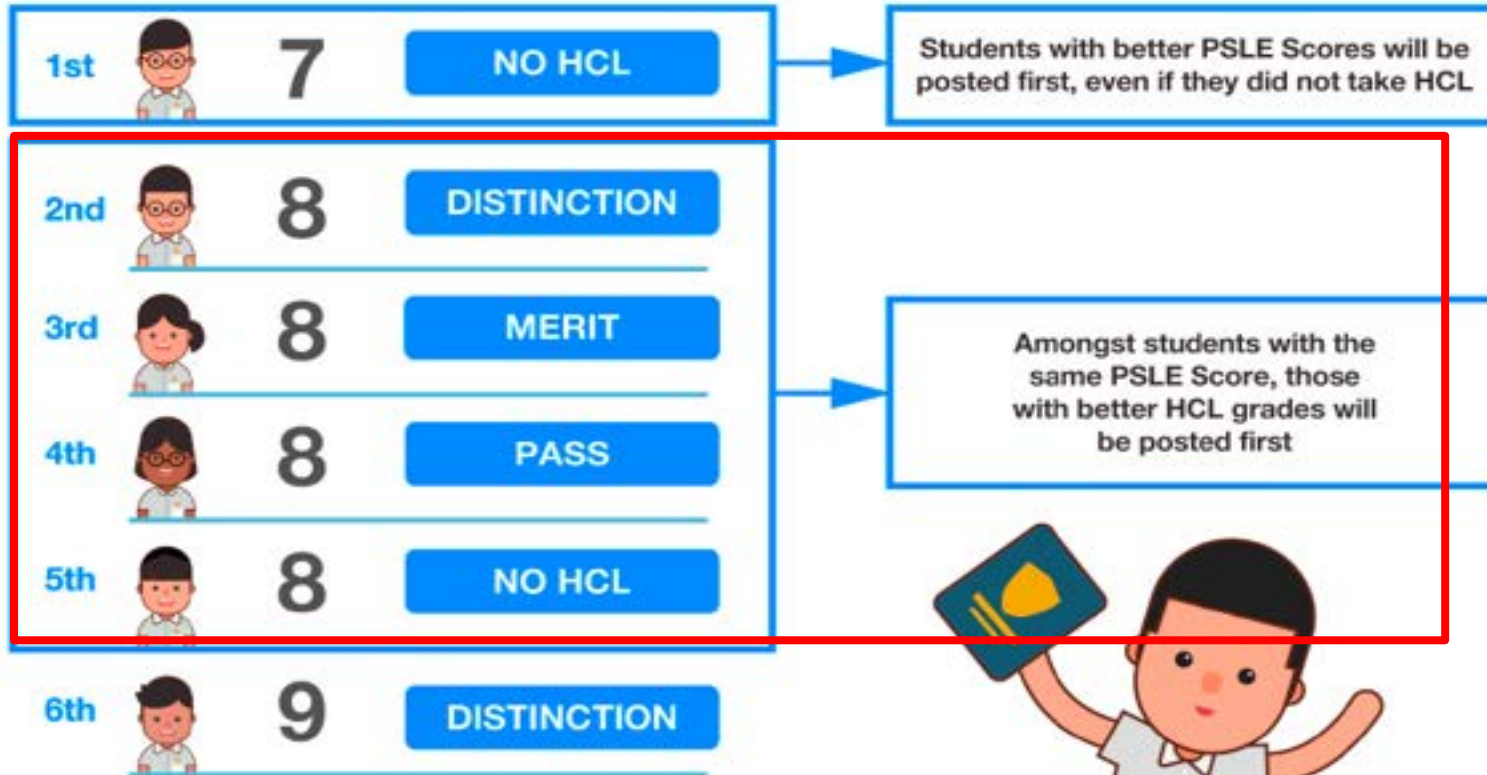 1st 7 NO HCL
Students with better PSLE Scores will be
posted first, even if they did not take HCL
2nd 8 DISTINCTION
3rd 8 MERIT
4th 8 PASS
5th 8 NO HCL
Amongst students with the
same PSLE Score, those
with better HCL grades will
be posted first
6th 9 DISTINCTION